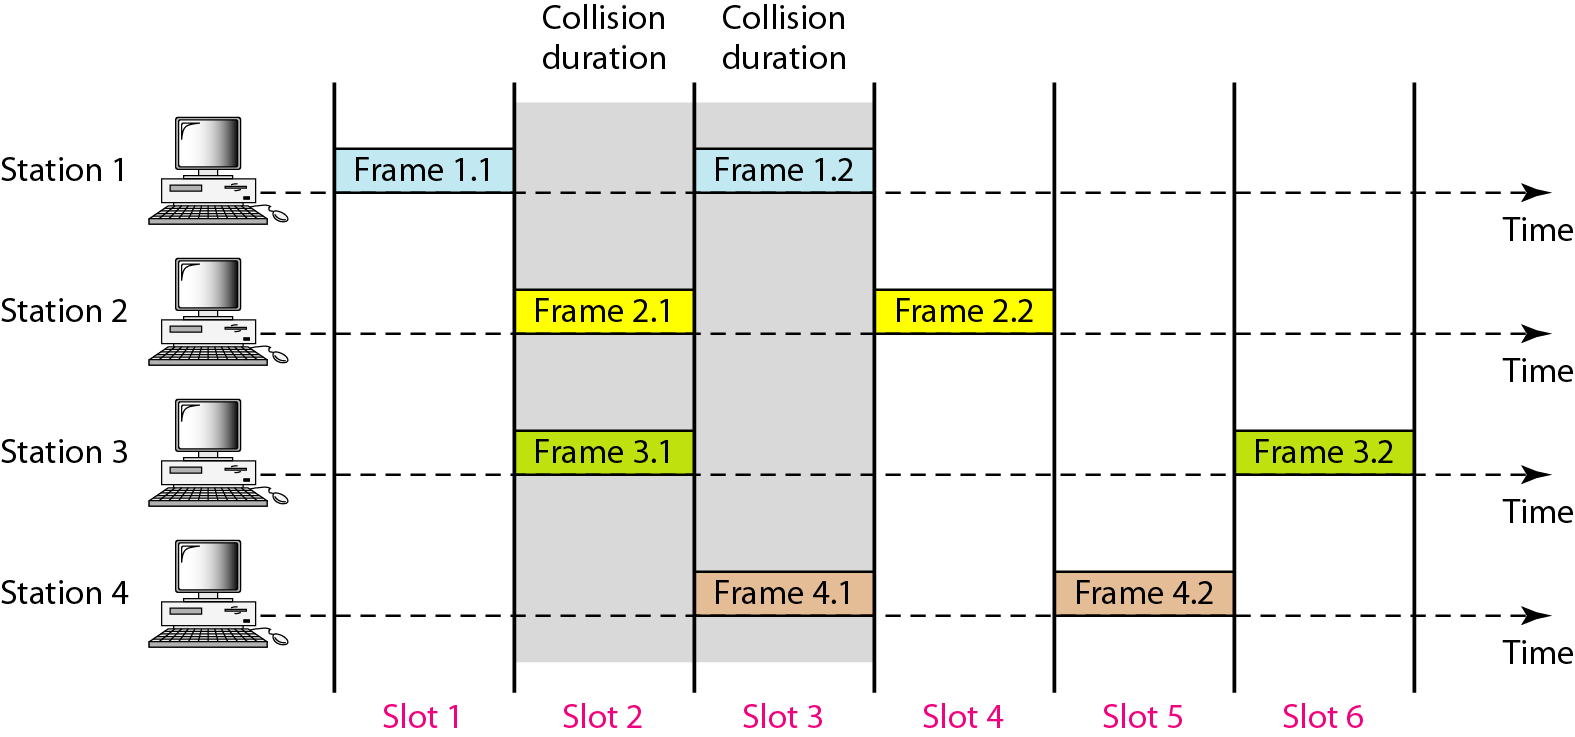 Collision Collision
duration duration
Station 1 Frame 1.1 Frame 1.2
Time
Station 2 Frame 2.1 Frame 2.2
Time
Station 3 Frame 3.1 Frame 3.2
Time
Station 4 Frame 4.1 Frame 4.2
Time
Slot 1 Slot 2 Slot 3 Slot 4 Slot 5 Slot 6